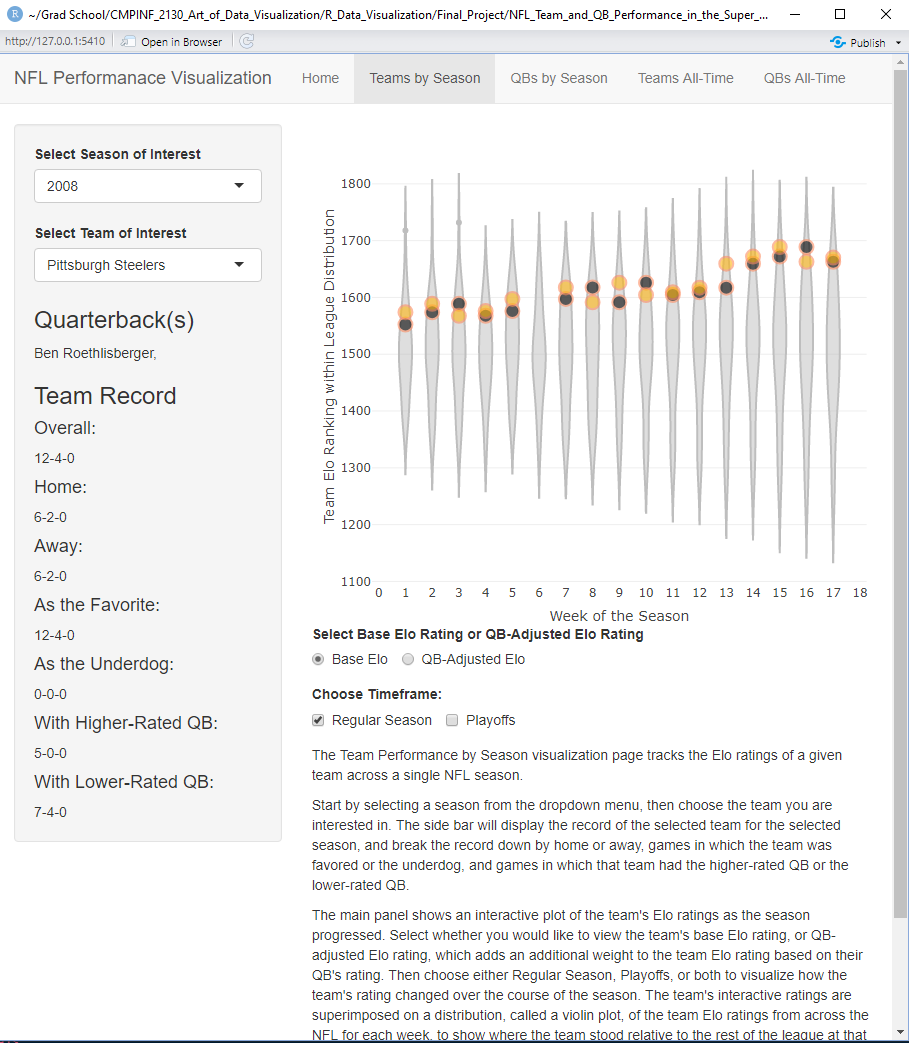 ~/Grad School/CMPINF_2130_Art_of_Data_Visualization/R_Data_Visualization/Final_Project/NFL_Team_and_QB_Performance_in_the_Super_...
http://127.0.0.1:5410 Open in Browser Publish
NFL Performanace Visualization Home Teams by Season QBs by Season Teams All-Time QBs All-Time
Select Season of Interest
2008
Select Team of Interest
Pittsburgh Steelers
Quarterback(s)
Ben Roethlisberger,
Team Record
Overall:
12-4-0
Home:
6-2-0
Away:
6-2-0
As the Favorite:
12-4-0
As the Underdog:
0-0-0
With Higher-Rated QB:
5-0-0
With Lower-Rated QB:
7-4-0
Team Elo Ranking within League Distribution
1800
1700
1600
1500
1400
1300
1200
1100
0 1 2 3 4 5 6 7 8 9 10 11 12 13 14 15 16 17 18
Week of the Season
Select Base Elo Rating or QB-Adjusted Elo Rating
Base Elo QB-Adjusted Elo
Choose Timeframe:
Regular Season Playoffs
The Team Performance by Season visualization page tracks the Elo ratings of a given
team across a single NFL season.
Start by selecting a season from the dropdown menu, then choose the team you are
interested in. The side bar will display the record of the selected team for the selected
season, and break the record down by home or away, games in which the team was
favored or the underdog, and games in which that team had the higher-rated QB or the
lower-rated QB.
The main panel shows an interactive plot of the team's Elo ratings as the season
progressed. Select whether you would like to view the team's base Elo rating, or QB-
adjusted Elo rating, which adds an additional weight to the team Elo rating based on their
QB's rating. Then choose either Regular Season, Playoffs, or both to visualize how the
team's rating changed over the course of the season. The team's interactive ratings are
superimposed on a distribution, called a violin plot, of the team Elo ratings from across the
NFL for each week, to show where the team stood relative to the rest of the league at that